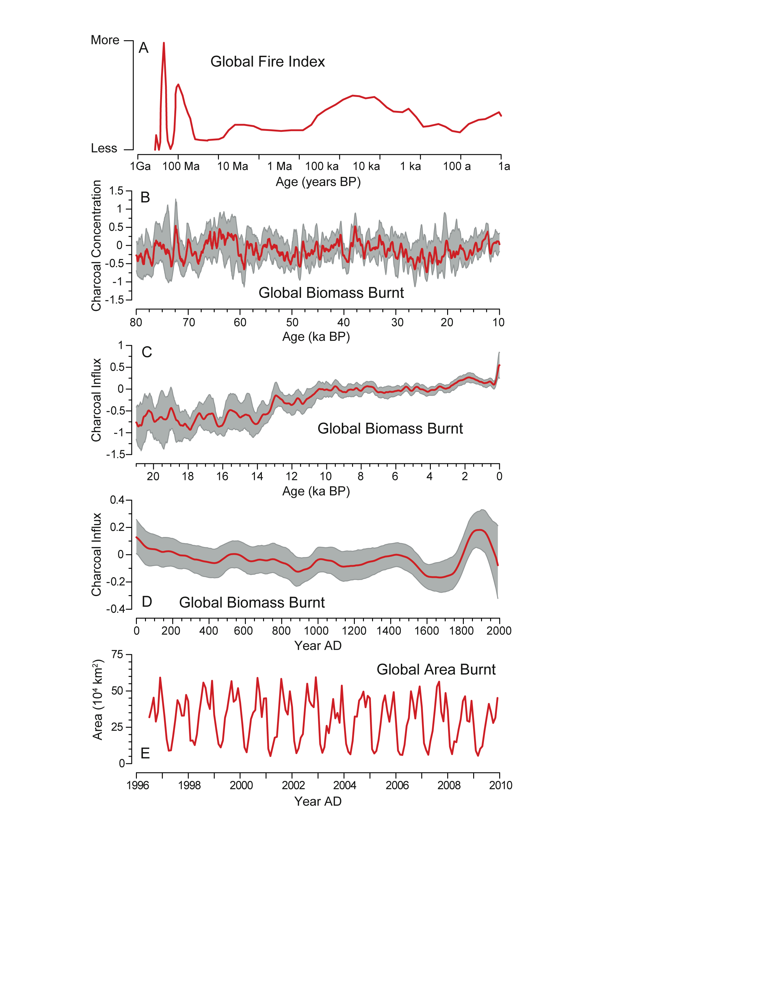 More
A
Global Fire Index
Less
1Ga 100 Ma 10 Ma 1 Ma 100 ka 10 ka 1 ka 100 a 1a
Age (years BP)
Charcoal Concentration
1.5
1
0.5
0
-0.5
-1
-1.5
B
Global Biomass Burnt
80 70 60 50 40 30 20 10
Age (ka BP)
Charcoal Influx
1
0.5
0
-0.5
-1
-1.5
C
Global Biomass Burnt
20 18 16 14 12 10 8 6 4 2 0
Age (ka BP)
Charcoal Influx
0.4
0.2
0
-0.2
-0.4
D
Global Biomass Burnt
0 200 400 600 800 1000 1200 1400 1600 1800 2000
Year AD
Area (10⁴ km²)
75
50
25
0
Global Area Burnt
E
1996 1998 2000 2002 2004 2006 2008 2010
Year AD